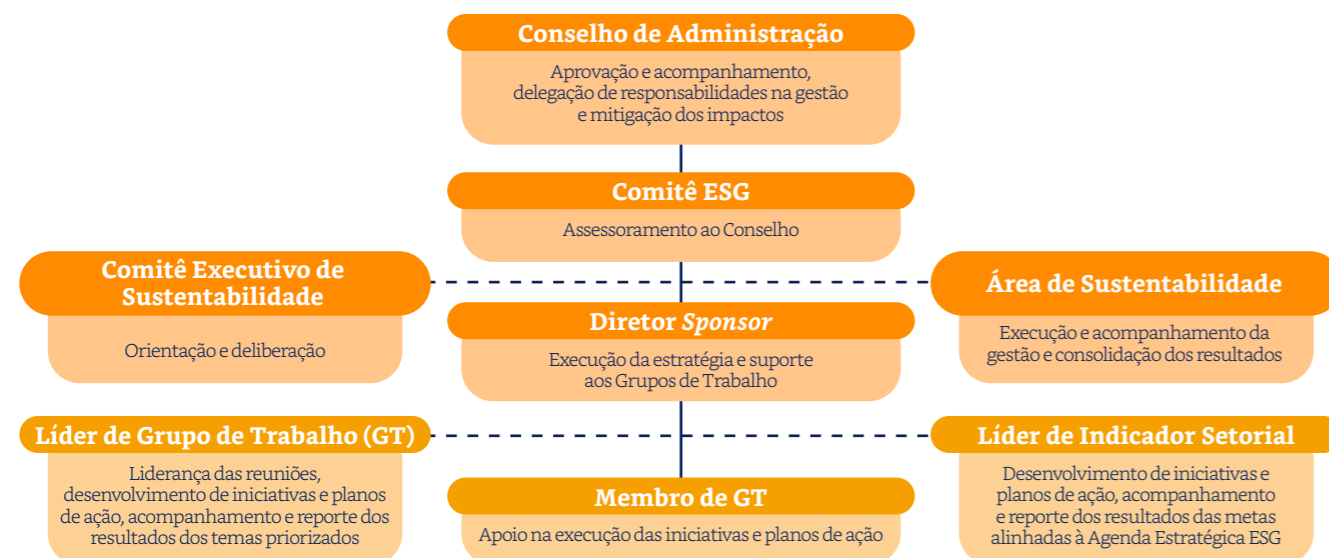 Conselho de Administração
Aprovação e acompanhamento,
delegação de responsabilidades na gestão
e mitigação dos impactos
Comitê ESG
Assessoramento ao Conselho
Comitê Executivo de
Sustentabilidade
Orientação e deliberação
Área de Sustentabilidade
Execução e acompanhamento da
gestão e consolidação dos resultados
Diretor Sponsor
Execução da estratégia e suporte
aos Grupos de Trabalho
Líder de Grupo de Trabalho (GT)
Liderança das reuniões,
desenvolvimento de iniciativas e planos
de ação, acompanhamento e reporte dos
resultados dos temas priorizados
Líder de Indicador Setorial
Desenvolvimento de iniciativas e
planos de ação, acompanhamento
e reporte dos resultados das metas
alinhadas à Agenda Estratégica ESG
Membro de GT
Apoio na execução das iniciativas e planos de ação